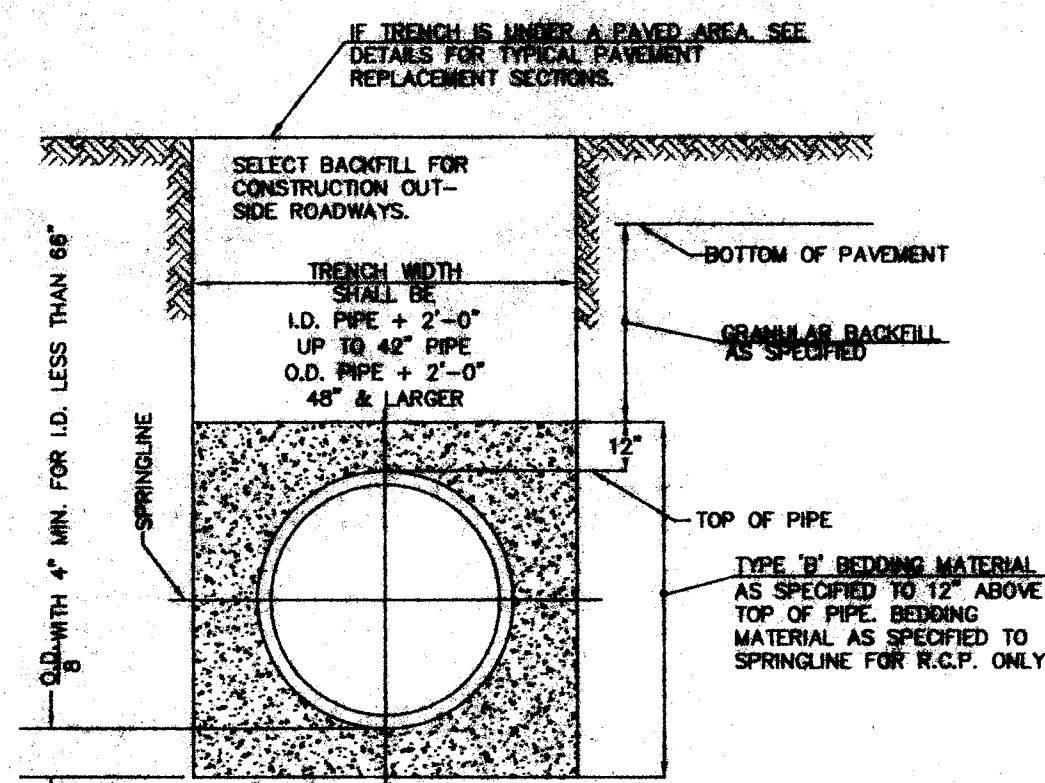 IF TRENCH IS UNDER A PAVED AREA. SEE
DETAILS FOR TYPICAL PAVEMENT
REPLACEMENT SECTIONS.
SELECT BACKFILL FOR
CONSTRUCTION OUT-
SIDE ROADWAYS.
BOTTOM OF PAVEMENT
TRENCH WIDTH
SHALL BE
I.D. PIPE + 2'-0"
UP TO 42" PIPE
O.D. PIPE + 2'-0"
48" & LARGER
GRANULAR BACKFILL
AS SPECIFIED
12"
TOP OF PIPE
TYPE 'B' BEDDING MATERIAL
AS SPECIFIED TO 12" ABOVE
TOP OF PIPE. BEDDING
MATERIAL AS SPECIFIED TO
SPRINGLINE FOR R.C.P. ONLY
SPRINGLINE
O.D. WITH 4" MIN. FOR I.D. LESS THAN 66"
8